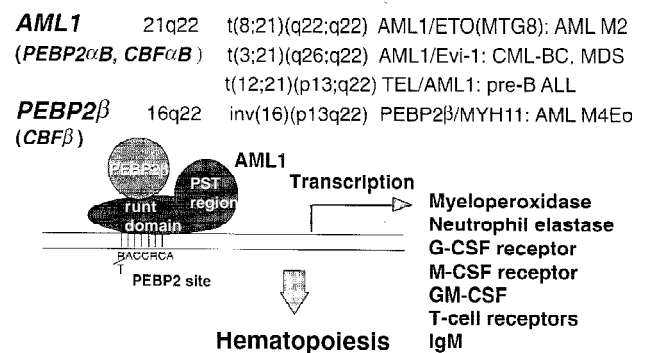 AML1 21q22 t(8;21)(q22;q22) AML1/ETO(MTG8): AML M2
(PEBP2αB, CBFαB ) t(3;21)(q26;q22) AML1/Evi-1: CML-BC, MDS
t(12;21)(p13;q22) TEL/AML1: pre-B ALL
PEBP2β 16q22 inv(16)(p13q22) PEBP2β/MYH11: AML M4Eo
(CBFβ)
AML1
PEBP2β
PST
region
runt
domain
Transcription
Myeloperoxidase
Neutrophil elastase
G-CSF receptor
M-CSF receptor
GM-CSF
T-cell receptors
IgM
RACCRCA
T
PEBP2 site
Hematopoiesis